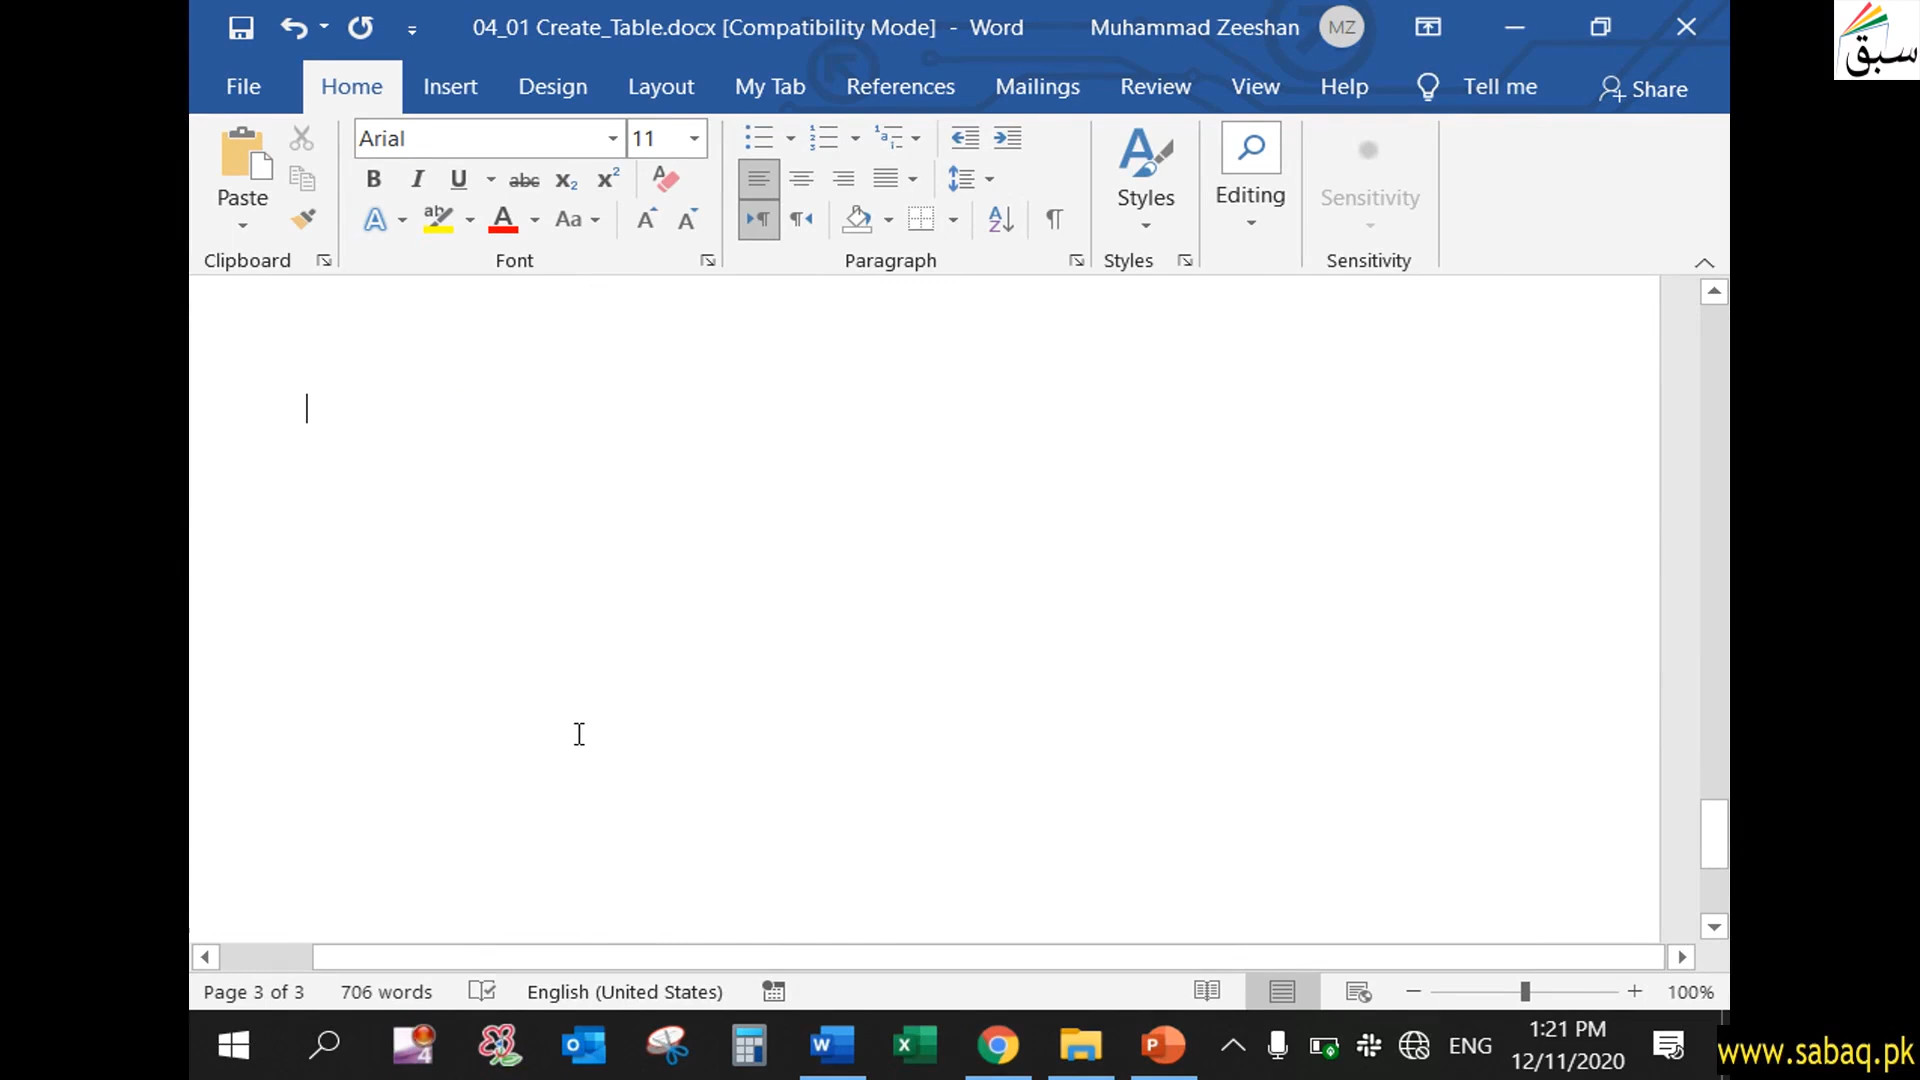 04_01 Create_Table.docx [Compatibility Mode] - Word
Muhammad Zeeshan
MZ
سبق
File Home Insert Design Layout My Tab References Mailings Review View Help Tell me Share
Paste
Arial
11
B I U abc x₂ x²
A ab A Aa A A
Styles
Editing
Sensitivity
Clipboard Font Paragraph Styles Sensitivity
Page 3 of 3 706 words English (United States) 100%
ENG
1:21 PM
12/11/2020
www.sabaq.pk